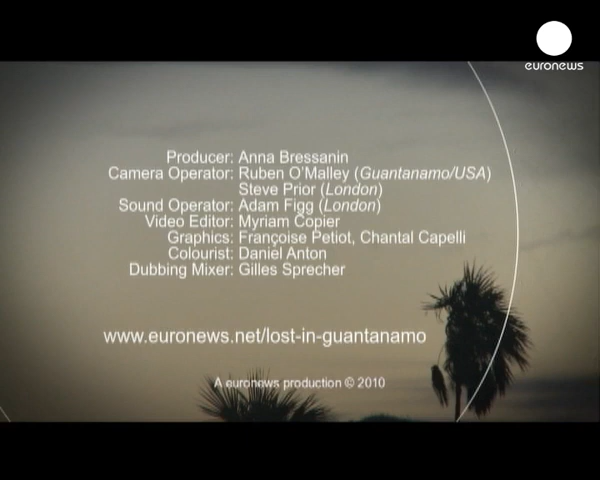 euronews
Producer: Anna Bressanin
Camera Operator: Ruben O'Malley (Guantanamo/USA)
Steve Prior (London)
Sound Operator: Adam Figg (London)
Video Editor: Myriam Copier
Graphics: Françoise Petiot, Chantal Capelli
Colourist: Daniel Anton
Dubbing Mixer: Gilles Sprecher
www.euronews.net/lost-in-guantanamo
A euronews production © 2010